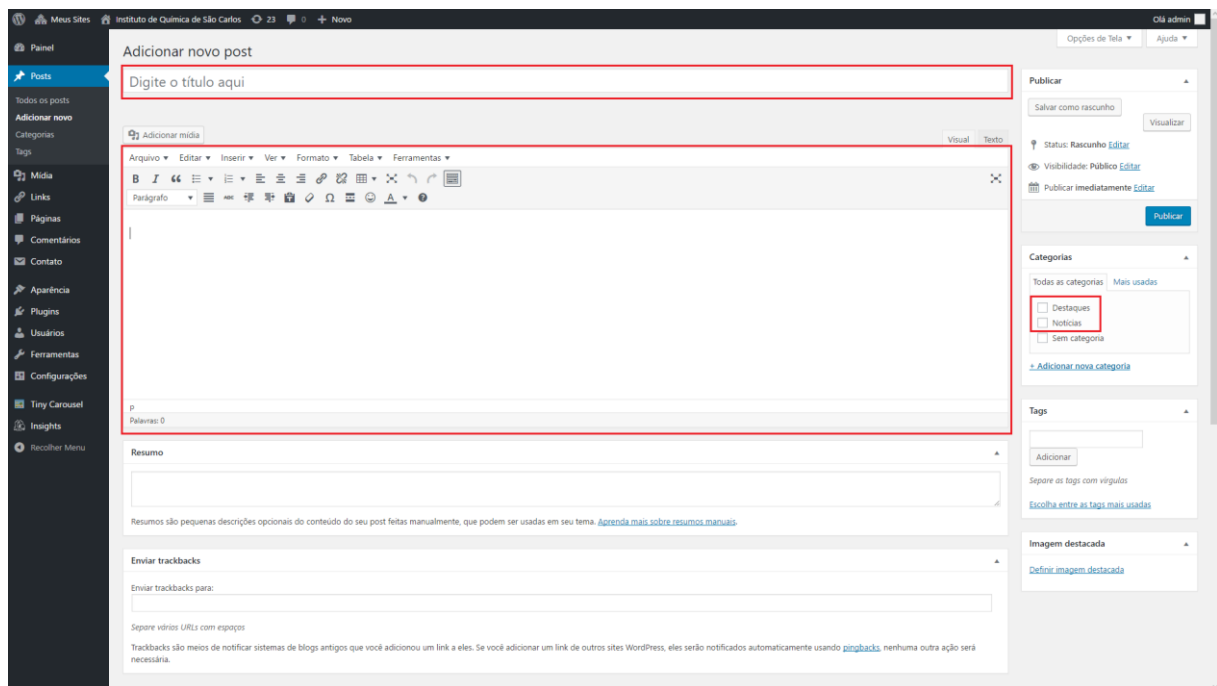 Meus Sites Instituto de Química de São Carlos 23 0 + Novo Olá admin
Opções de Tela ▼ Ajuda ▼
Painel
Posts
Todos os posts
Adicionar novo
Categorias
Tags
Mídia
Links
Páginas
Comentários
Contato
Aparência
Plugins
Usuários
Ferramentas
Configurações
Tiny Carousel
Insights
Recolher Menu
Adicionar novo post
Digite o título aqui
Adicionar mídia
Visual Texto
Arquivo ▼ Editar ▼ Inserir ▼ Ver ▼ Formato ▼ Tabela ▼ Ferramentas ▼
B I
Parágrafo ▼ ABC Ω A ▼
P
Palavras: 0
Resumo
Resumos são pequenas descrições opcionais do conteúdo do seu post feitas manualmente, que podem ser usadas em seu tema. Aprenda mais sobre resumos manuais.
Enviar trackbacks
Enviar trackbacks para:
Separe vários URLs com espaços
Trackbacks são meios de notificar sistemas de blogs antigos que você adicionou um link a eles. Se você adicionar um link de outros sites WordPress, eles serão notificados automaticamente usando pingbacks, nenhuma outra ação será
necessária.
Publicar
Salvar como rascunho
Visualizar
Status: Rascunho Editar
Visibilidade: Público Editar
Publicar imediatamente Editar
Publicar
Categorias
Todas as categorias Mais usadas
Destaques
Notícias
Sem categoria
+ Adicionar nova categoria
Tags
Adicionar
Separe as tags com vírgulas
Escolha entre as tags mais usadas
Imagem destacada
Definir imagem destacada